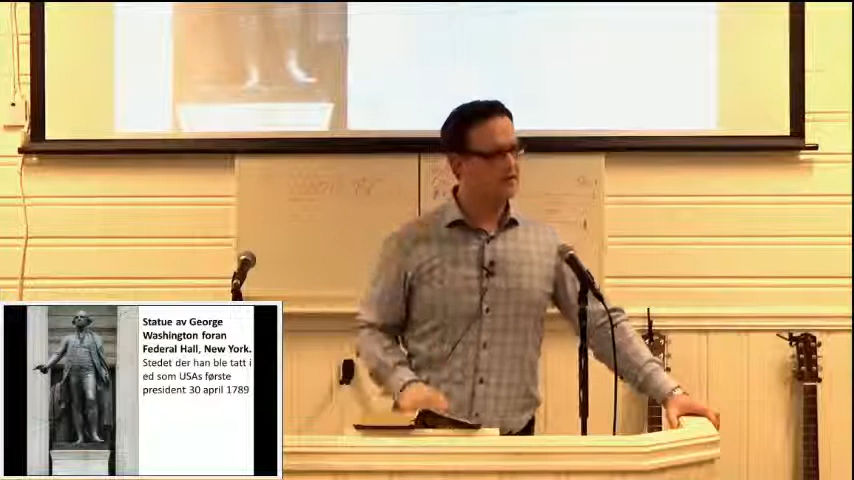 Statue av George
Washington foran
Federal Hall, New York.
Stedet der han ble tatt i
ed som USAs første
president 30 april 1789